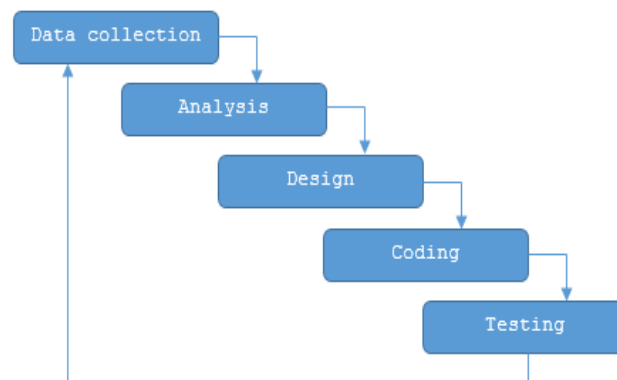 Data collection
Analysis
Design
Coding
Testing